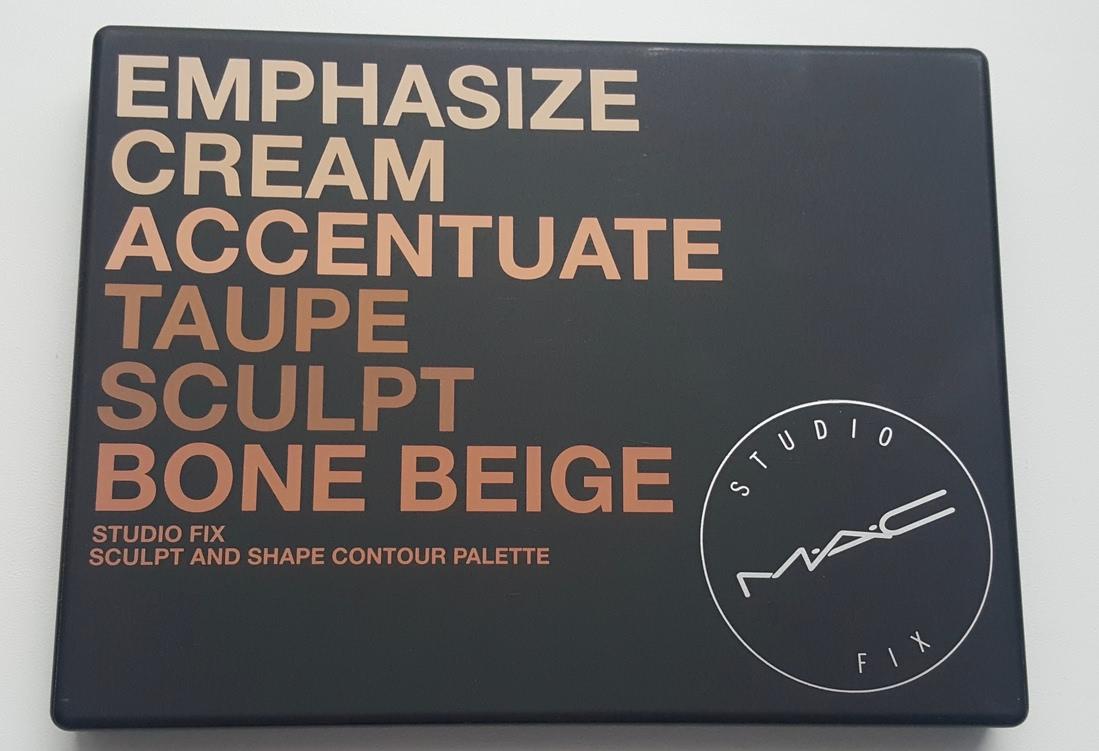 EMPHASIZE
CREAM
ACCENTUATE
TAUPE
SCULPT
BONE BEIGE
STUDIO FIX
SCULPT AND SHAPE CONTOUR PALETTE
STUDIO
MAC
FIX